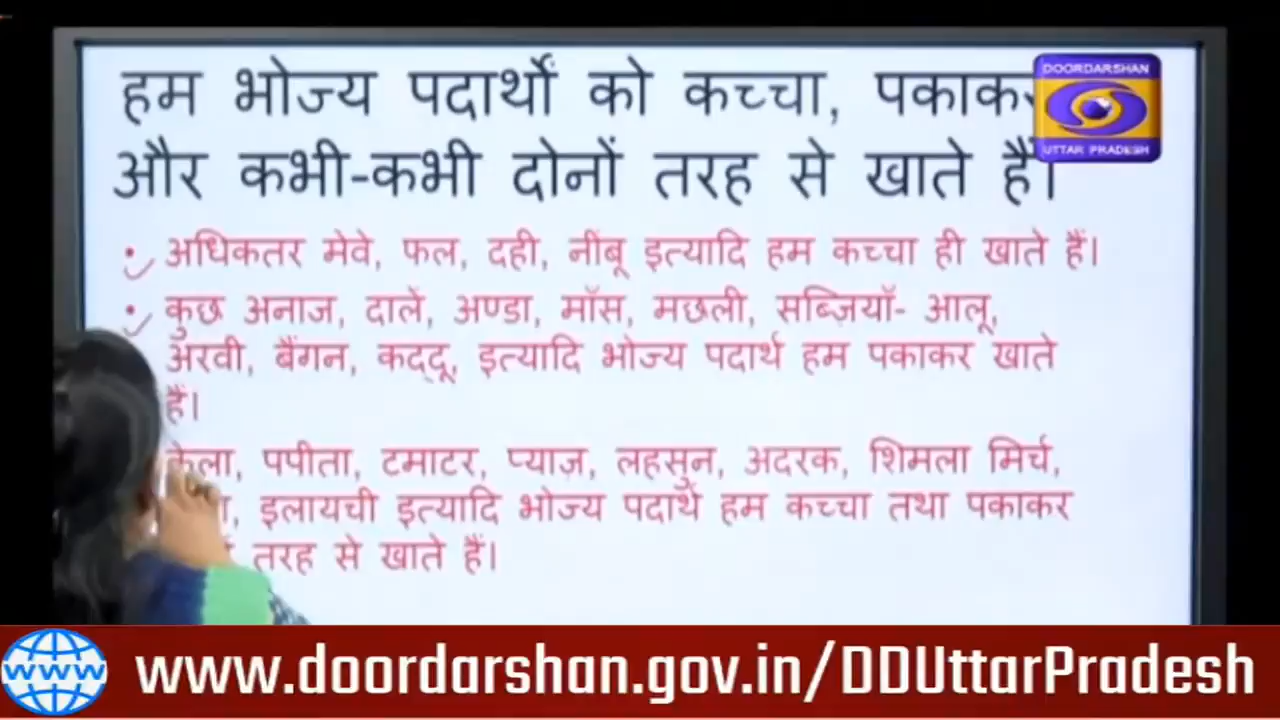 हम भोज्य पदार्थों को कच्चा, पकाकर
DOORDARSHAN
UTTAR PRADESH
और कभी-कभी दोनों तरह से खाते हैं।
• अधिकतर मेवे, फल, दही, नींबू इत्यादि हम कच्चा ही खाते हैं।
• कुछ अनाज, दालें, अण्डा, मॉस, मछली, सब्ज़ियॉ- आलू,
अरवी, बैंगन, कद्दू, इत्यादि भोज्य पदार्थ हम पकाकर खाते
हैं।
केला, पपीता, टमाटर, प्याज़, लहसुन, अदरक, शिमला मिर्च,
इलायची इत्यादि भोज्य पदार्थ हम कच्चा तथा पकाकर
तरह से खाते हैं।
www
www.doordarshan.gov.in/DDUttarPradesh